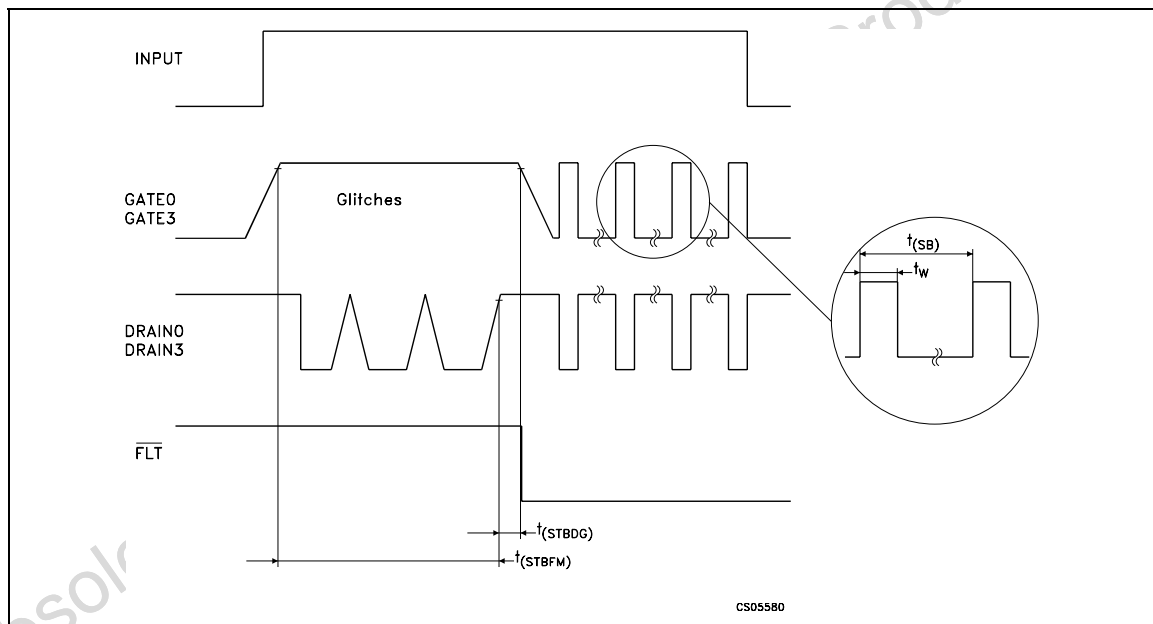 INPUT
GATE0
GATE3
Glitches
t(SB)
tW
DRAIN0
DRAIN3
FLT
t(STBDG)
t(STBFM)
CS05580